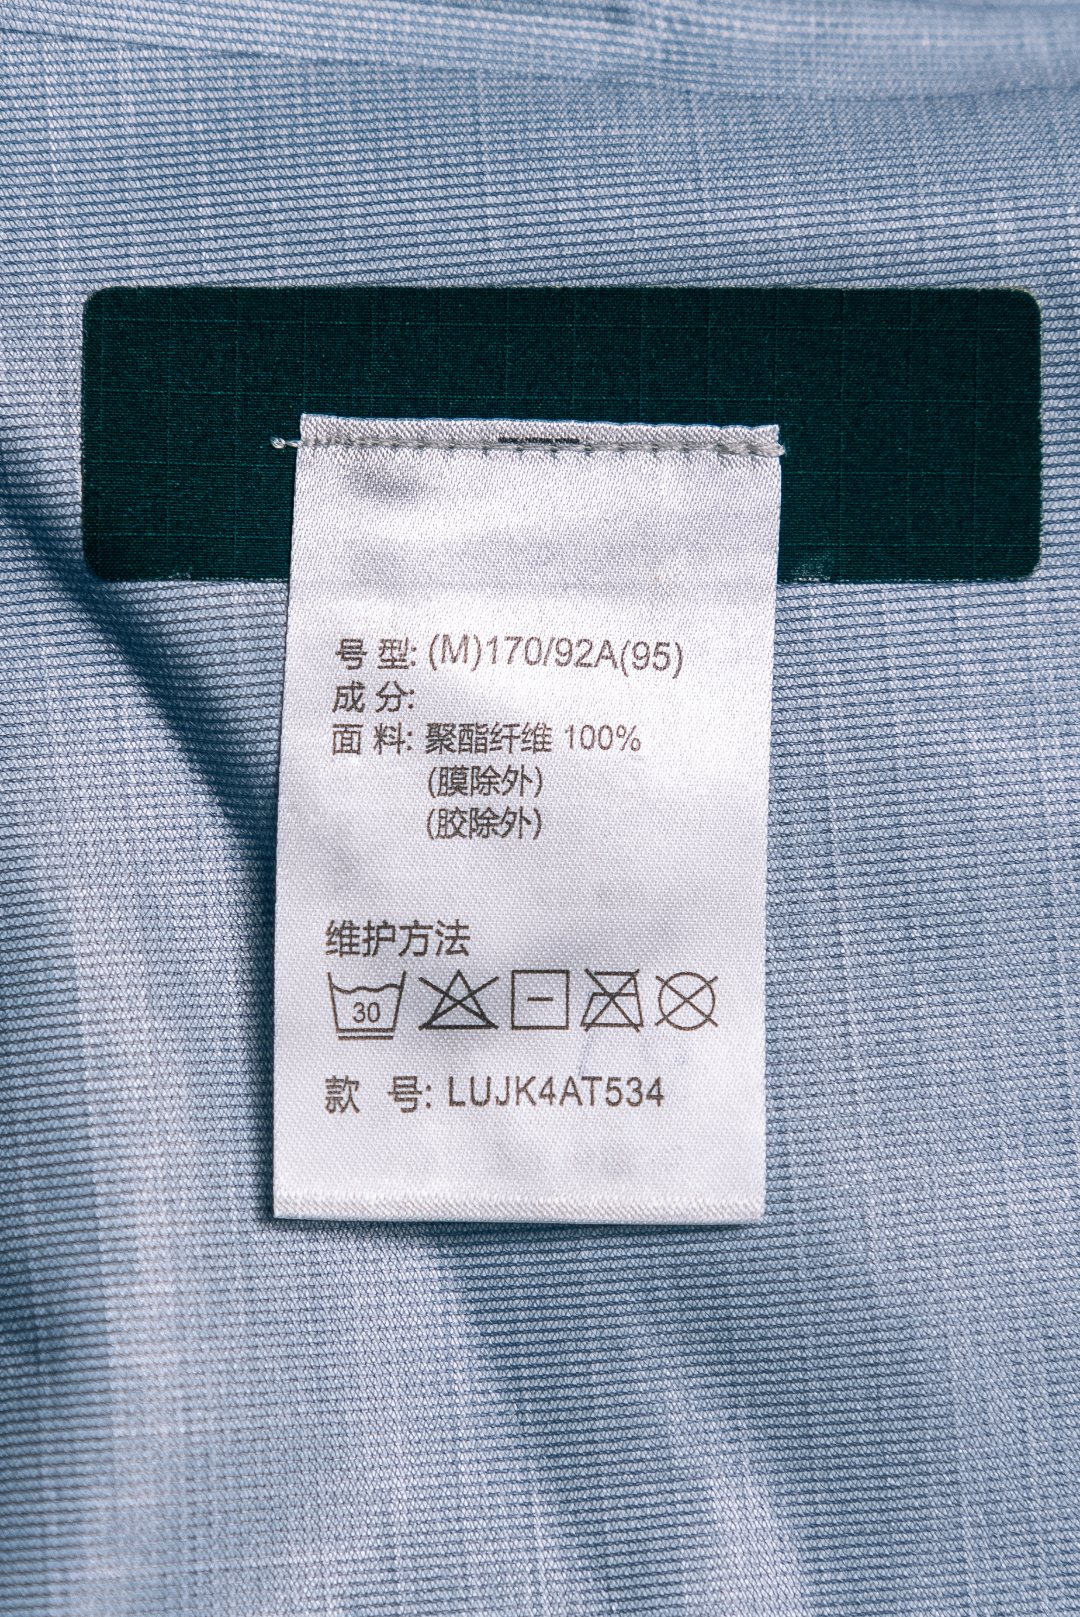 号 型: (M)170/92A(95)
成 分:
面 料: 聚酯纤维 100%
(膜除外)
(胶除外)
维护方法
30
款 号: LUJK4AT534